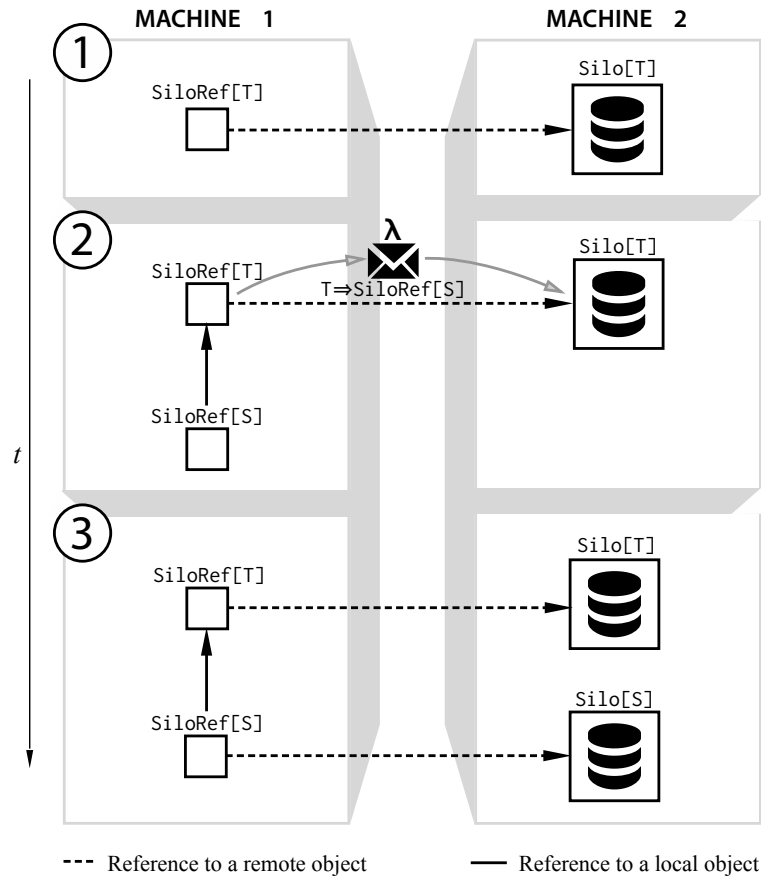 MACHINE 1
MACHINE 2
1
SiloRef[T]
Silo[T]
2
λ
SiloRef[T]
Silo[T]
T⇒SiloRef[S]
SiloRef[S]
t
3
SiloRef[T]
Silo[T]
SiloRef[S]
Silo[S]
Reference to a remote object
Reference to a local object